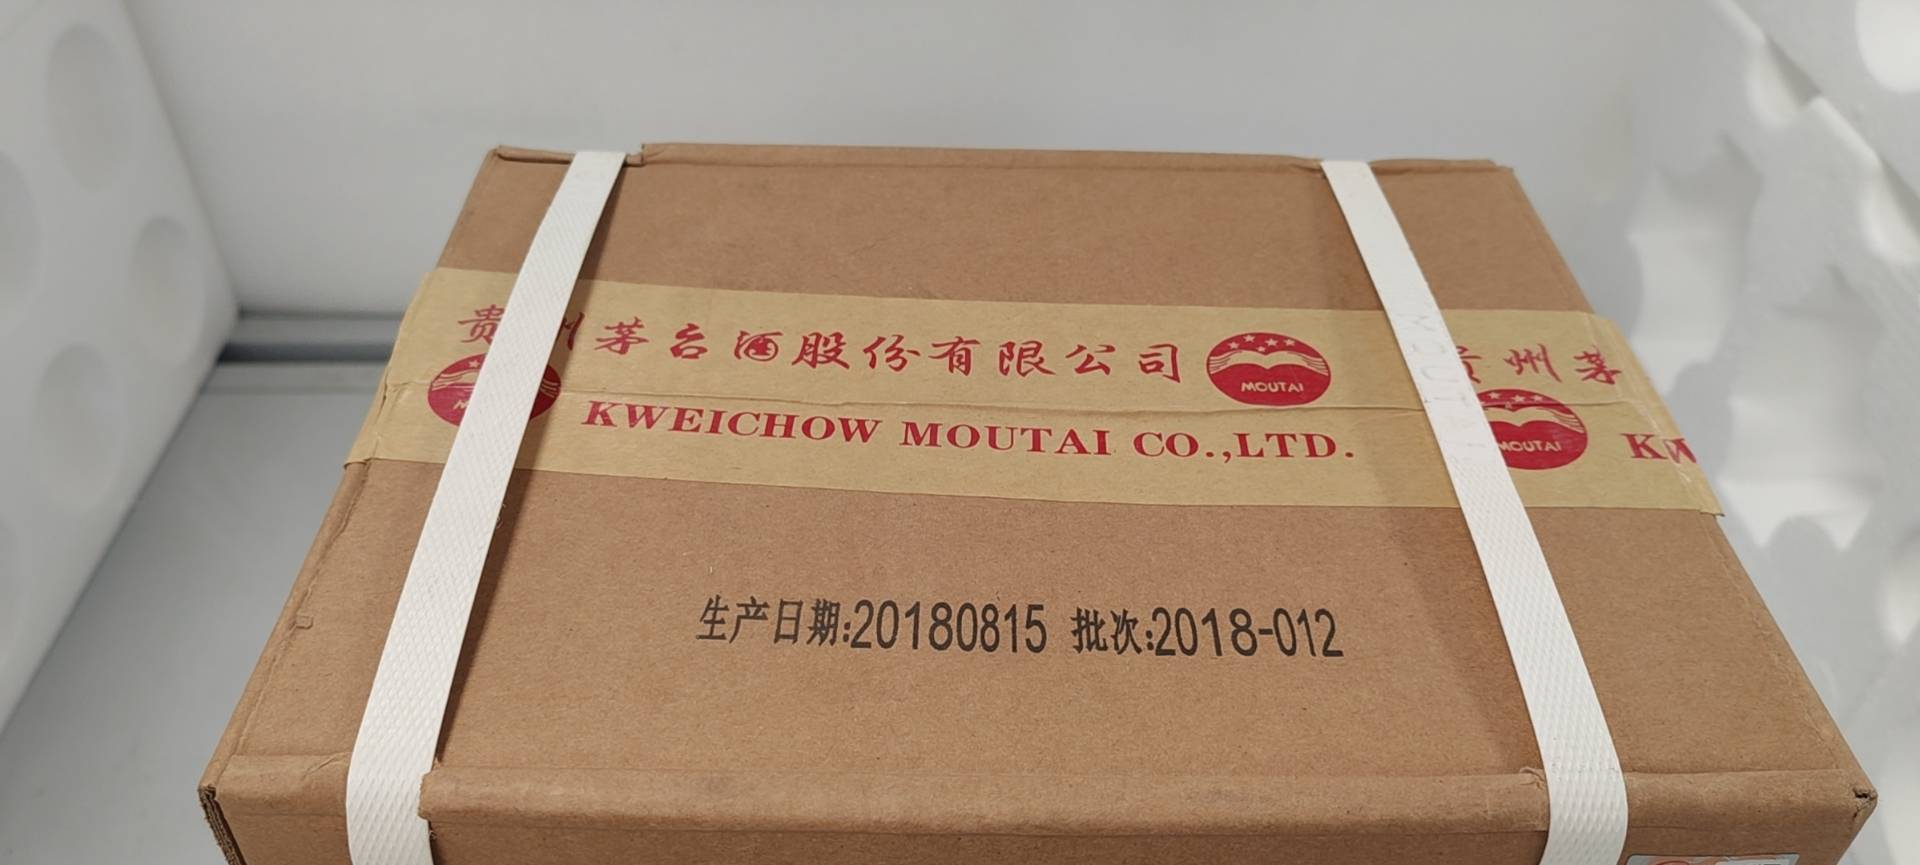 贵州茅台酒股份有限公司 MOUTAI 贵州茅
KWEICHOW MOUTAI CO.,LTD. MOUTAI KW
生产日期:20180815 批次:2018-012